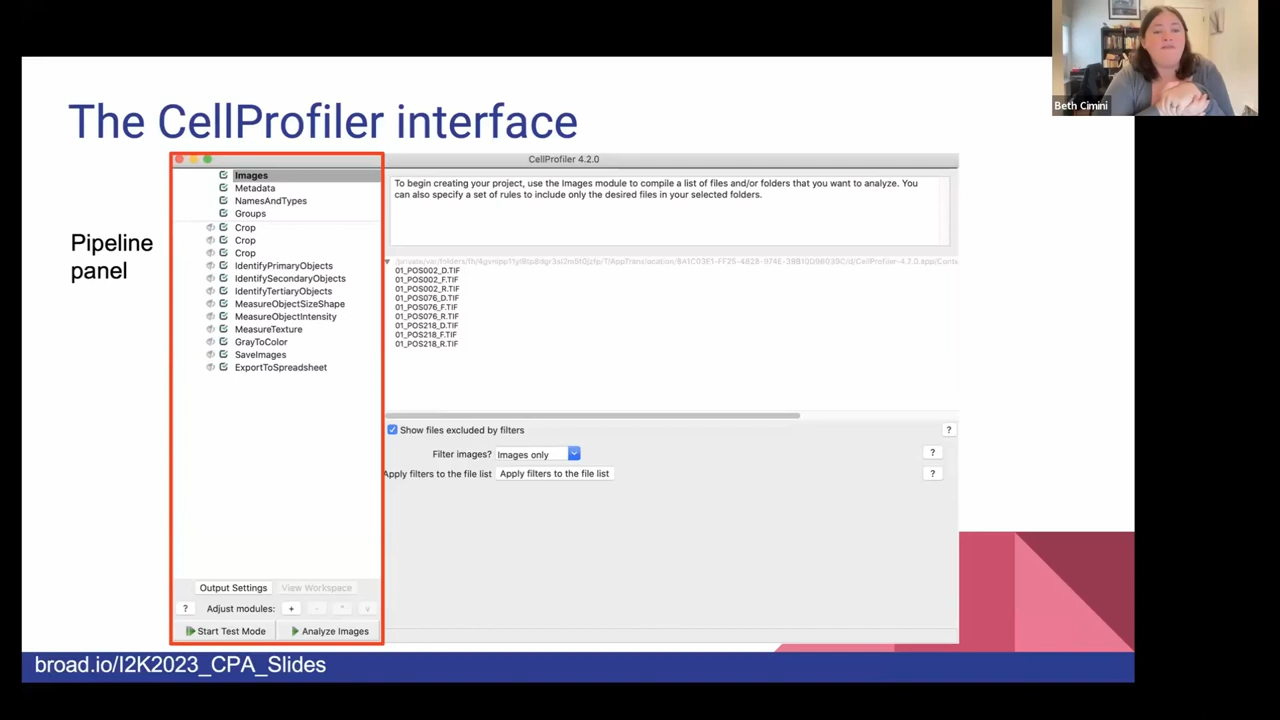 Beth Cimini
The CellProfiler interface
CellProfiler 4.2.0
Pipeline
panel
Images
Metadata
NamesAndTypes
Groups
Crop
Crop
Crop
IdentifyPrimaryObjects
IdentifySecondaryObjects
IdentifyTertiaryObjects
MeasureObjectSizeShape
MeasureObjectIntensity
MeasureTexture
GrayToColor
SaveImages
ExportToSpreadsheet
Output Settings
View Workspace
? Adjust modules: + - ^ v
Start Test Mode
Analyze Images
To begin creating your project, use the Images module to compile a list of files and/or folders that you want to analyze. You
can also specify a set of rules to include only the desired files in your selected folders.
01_POS002_D.TIF
01_POS002_F.TIF
01_POS002_R.TIF
01_POS076_D.TIF
01_POS076_F.TIF
01_POS076_R.TIF
01_POS218_D.TIF
01_POS218_F.TIF
01_POS218_R.TIF
Show files excluded by filters ?
Filter images? Images only ?
Apply filters to the file list Apply filters to the file list ?
broad.io/I2K2023_CPA_Slides